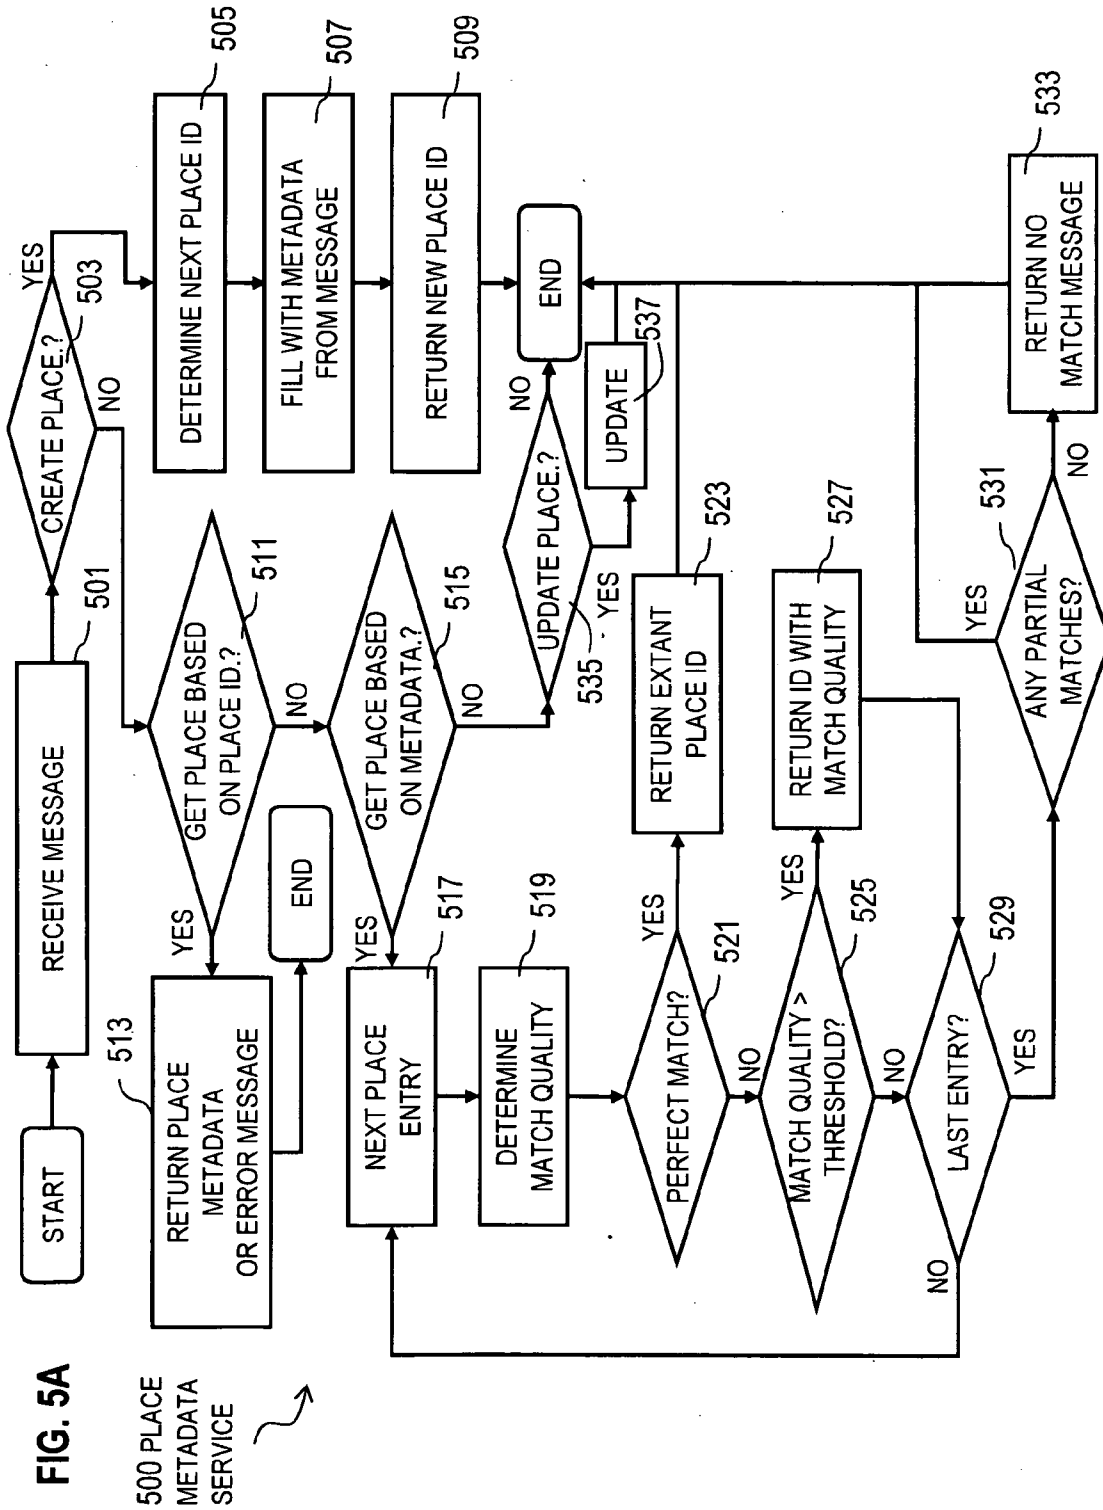 FIG. 5A
500 PLACE
METADATA
SERVICE
START
RECEIVE MESSAGE
501
CREATE PLACE.?
503
YES
NO
DETERMINE NEXT PLACE ID
505
FILL WITH METADATA
FROM MESSAGE
507
RETURN NEW PLACE ID
509
END
GET PLACE BASED
ON PLACE ID.?
511
YES
NO
513
RETURN PLACE
METADATA
OR ERROR MESSAGE
END
GET PLACE BASED
ON METADATA.?
515
YES
NO
UPDATE PLACE.?
535
NO
YES
UPDATE
537
NEXT PLACE
ENTRY
517
DETERMINE
MATCH QUALITY
519
PERFECT MATCH?
521
YES
NO
RETURN EXTANT
PLACE ID
523
MATCH QUALITY >
THRESHOLD?
525
YES
NO
RETURN ID WITH
MATCH QUALITY
527
LAST ENTRY?
529
NO
YES
ANY PARTIAL
MATCHES?
531
YES
NO
RETURN NO
MATCH MESSAGE
533